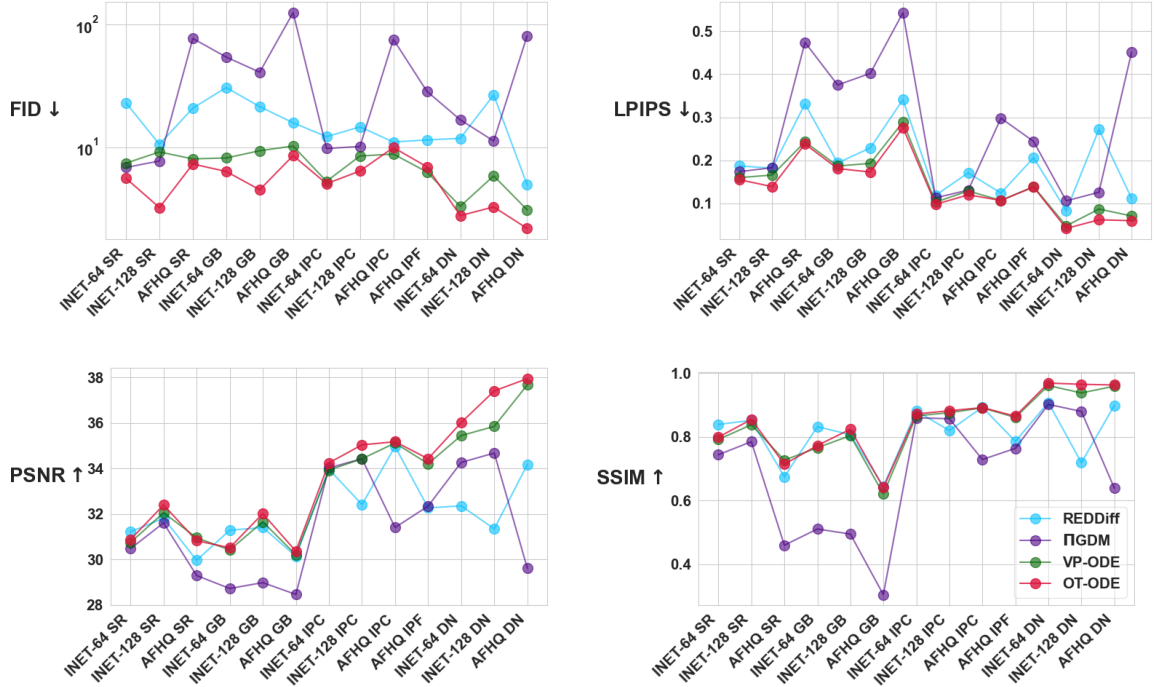 10²
10¹
FID ↓
INET-64 SR
INET-128 SR
AFHQ SR
INET-64 GB
INET-128 GB
AFHQ GB
INET-64 IPC
INET-128 IPC
AFHQ IPC
AFHQ IPF
INET-64 DN
INET-128 DN
AFHQ DN
0.5
0.4
0.3
0.2
0.1
LPIPS ↓
INET-64 SR
INET-128 SR
AFHQ SR
INET-64 GB
INET-128 GB
AFHQ GB
INET-64 IPC
INET-128 IPC
AFHQ IPC
AFHQ IPF
INET-64 DN
INET-128 DN
AFHQ DN
38
36
34
32
30
28
PSNR ↑
INET-64 SR
INET-128 SR
AFHQ SR
INET-64 GB
INET-128 GB
AFHQ GB
INET-64 IPC
INET-128 IPC
AFHQ IPC
AFHQ IPF
INET-64 DN
INET-128 DN
AFHQ DN
1.0
0.8
0.6
0.4
SSIM ↑
REDDiff
ΠGDM
VP-ODE
OT-ODE
INET-64 SR
INET-128 SR
AFHQ SR
INET-64 GB
INET-128 GB
AFHQ GB
INET-64 IPC
INET-128 IPC
AFHQ IPC
AFHQ IPF
INET-64 DN
INET-128 DN
AFHQ DN